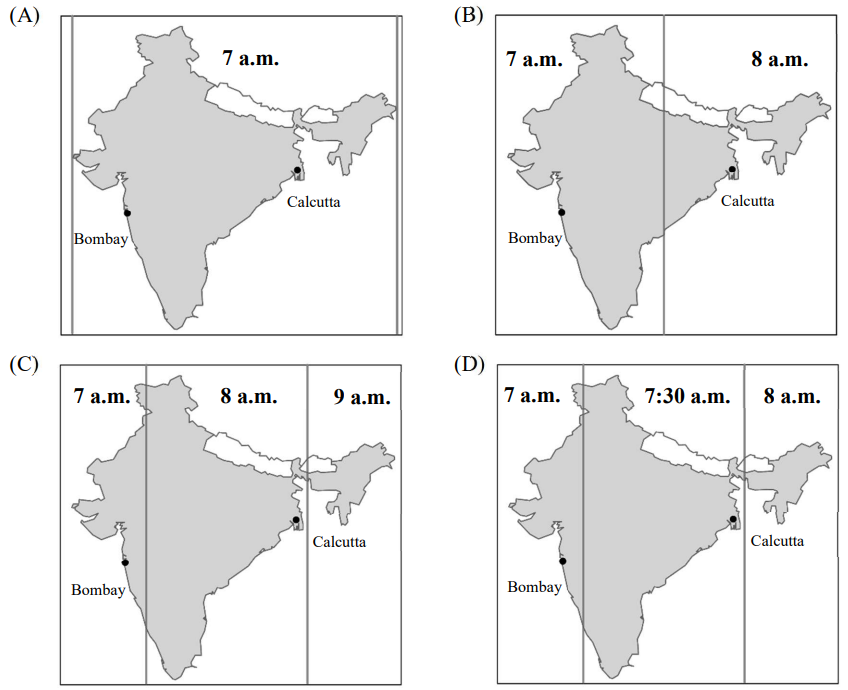 (A)
7 a.m.
Calcutta
Bombay
(B)
7 a.m. 8 a.m.
Calcutta
Bombay
(C)
7 a.m. 8 a.m. 9 a.m.
Calcutta
Bombay
(D)
7 a.m. 7:30 a.m. 8 a.m.
Calcutta
Bombay